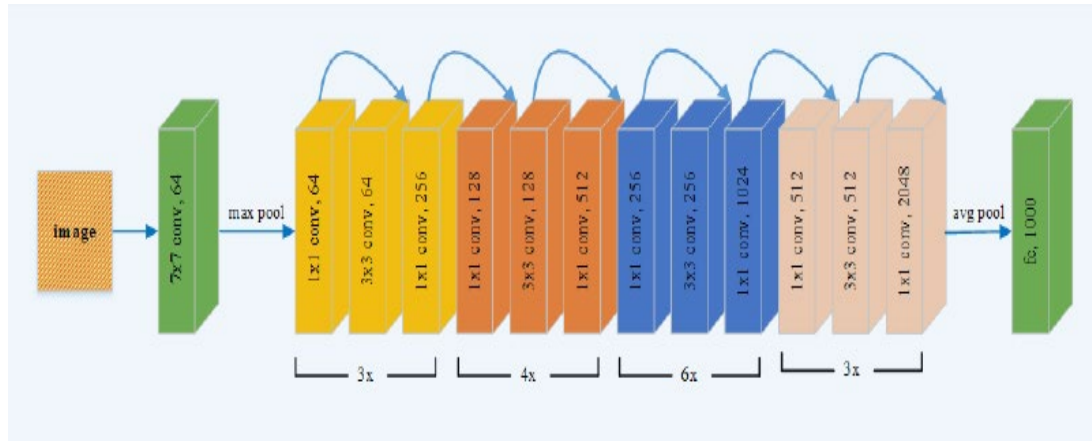 image
7x7 conv, 64
max pool
1x1 conv, 64
3x3 conv, 64
1x1 conv, 256
3x
1x1 conv, 128
3x3 conv, 128
1x1 conv, 512
4x
1x1 conv, 256
3x3 conv, 256
1x1 conv, 1024
6x
1x1 conv, 512
3x3 conv, 512
1x1 conv, 2048
3x
avg pool
fc, 1000